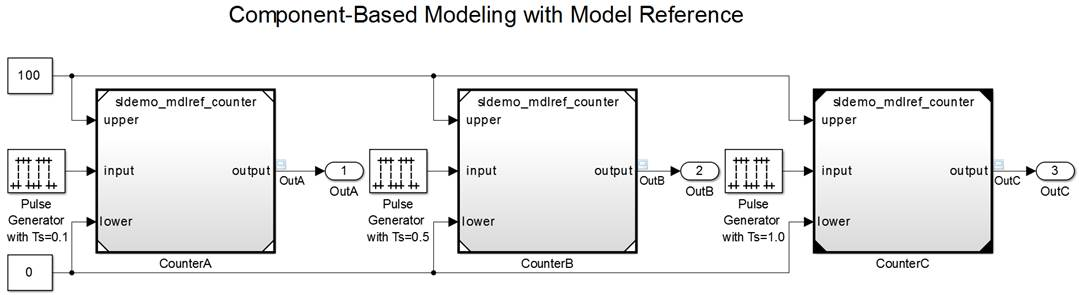 Component-Based Modeling with Model Reference
100
sldemo_mdlref_counter
upper
input
output
lower
CounterA
Pulse
Generator
with Ts=0.1
0
OutA
1
OutA
sldemo_mdlref_counter
upper
input
output
lower
CounterB
Pulse
Generator
with Ts=0.5
OutB
2
OutB
sldemo_mdlref_counter
upper
input
output
lower
CounterC
Pulse
Generator
with Ts=1.0
OutC
3
OutC